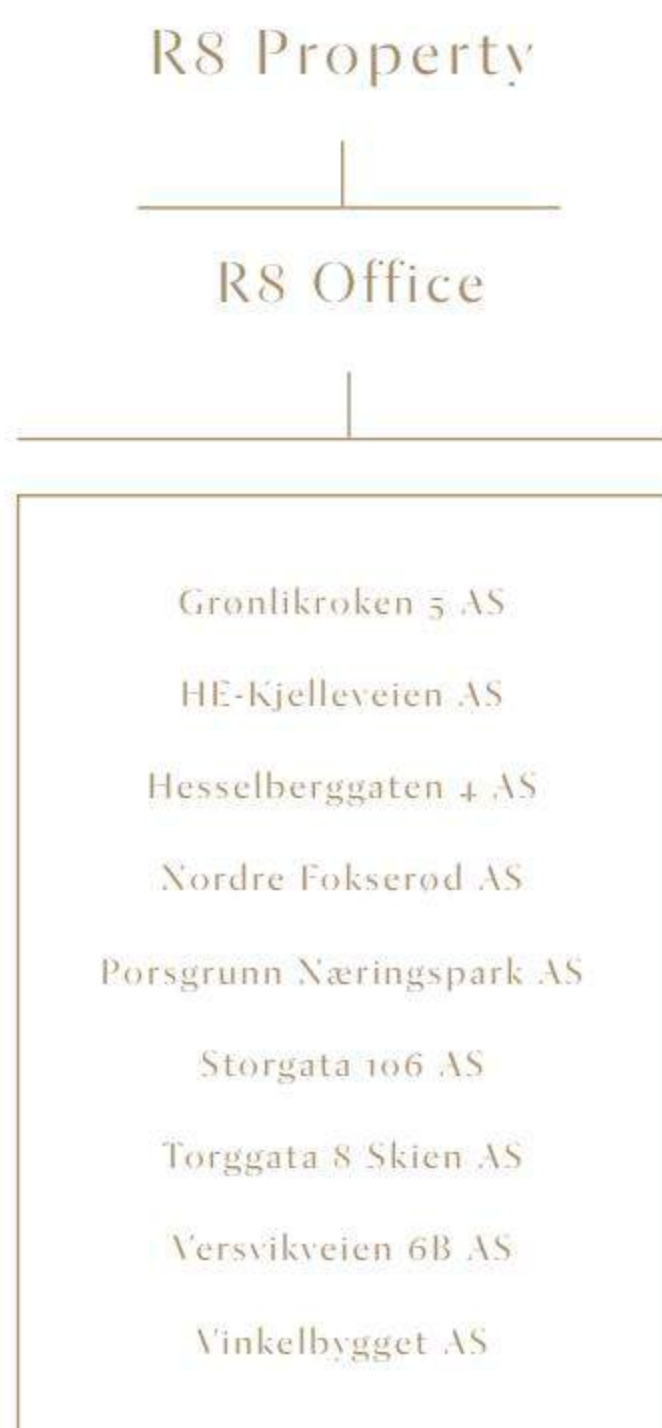 R8 Property
R8 Office
Grønlikroken 5 AS
HE-Kjelleveien AS
Hesselberggaten 4 AS
Nordre Fokserød AS
Porsgrunn Næringspark AS
Storgata 106 AS
Torggata 8 Skien AS
Versvikveien 6B AS
Vinkelbygget AS